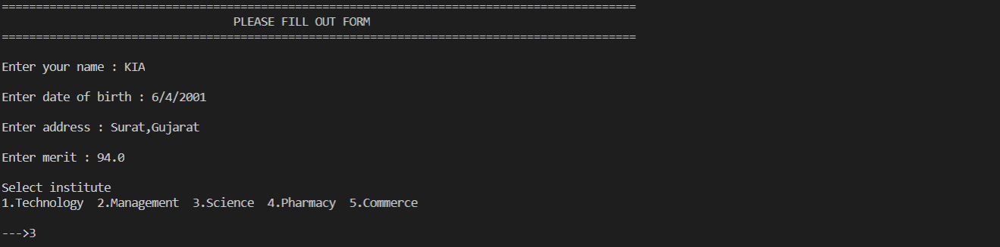 =============================================================================================
PLEASE FILL OUT FORM
=============================================================================================
Enter your name : KIA
Enter date of birth : 6/4/2001
Enter address : Surat,Gujarat
Enter merit : 94.0
Select institute
1.Technology  2.Management  3.Science  4.Pharmacy  5.Commerce
--->3